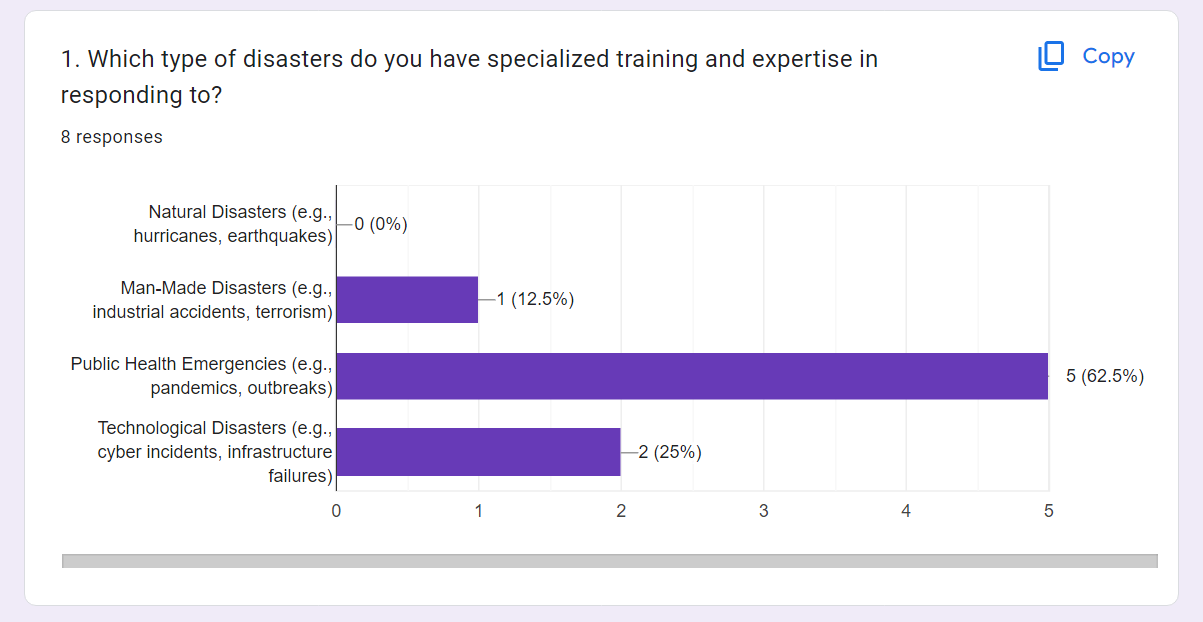 1. Which type of disasters do you have specialized training and expertise in
responding to?
Copy
8 responses
Natural Disasters (e.g.,
hurricanes, earthquakes)
0 (0%)
Man-Made Disasters (e.g.,
industrial accidents, terrorism)
1 (12.5%)
Public Health Emergencies (e.g.,
pandemics, outbreaks)
5 (62.5%)
Technological Disasters (e.g.,
cyber incidents, infrastructure
failures)
2 (25%)
0 1 2 3 4 5